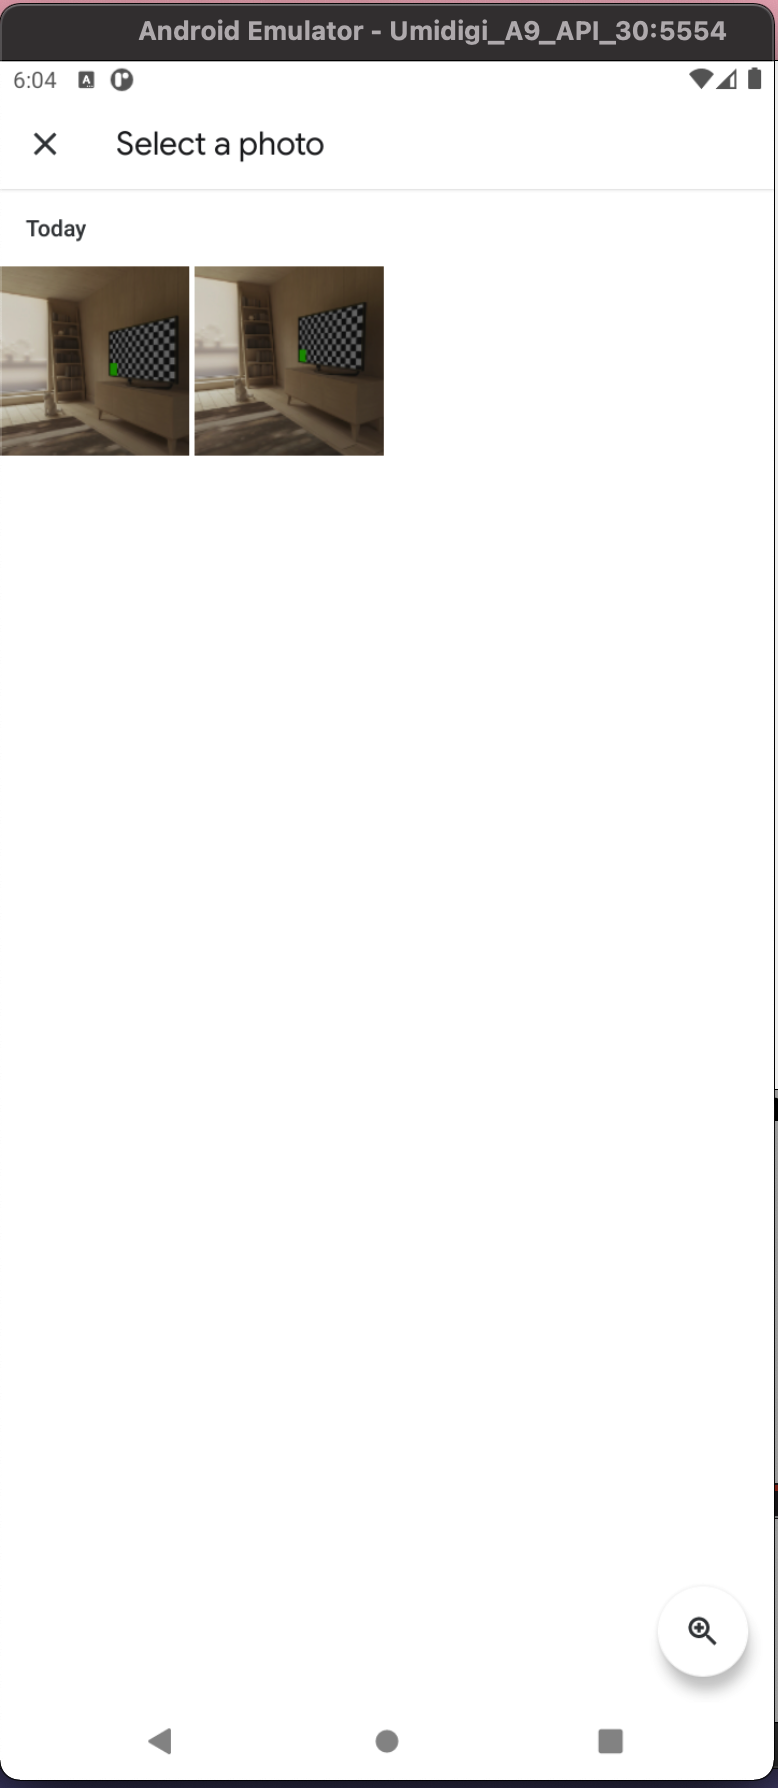 Android Emulator - Umidigi_A9_API_30:5554
6:04 A
Select a photo
Today